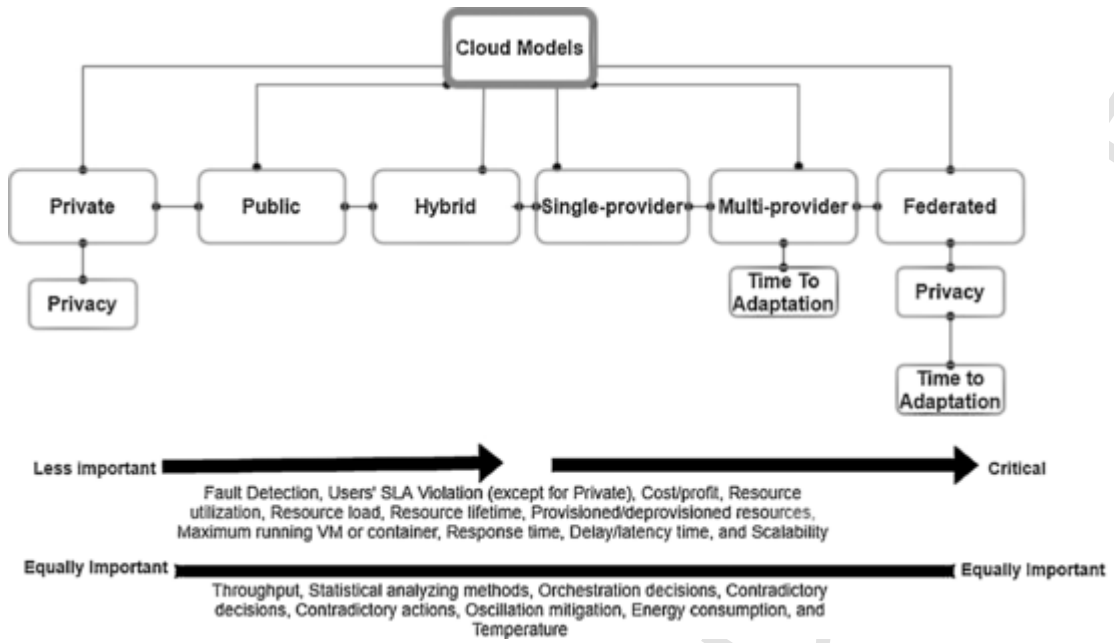 Cloud Models
Private
Public
Hybrid
Single-provider
Multi-provider
Federated
Privacy
Time To
Adaptation
Privacy
Time to
Adaptation
Less important
Critical
Fault Detection, Users' SLA Violation (except for Private), Cost/profit, Resource
utilization, Resource load, Resource lifetime, Provisioned/deprovisioned resources,
Maximum running VM or container, Response time, Delay/latency time, and Scalability
Equally Important
Equally Important
Throughput, Statistical analyzing methods, Orchestration decisions, Contradictory
decisions, Contradictory actions, Oscillation mitigation, Energy consumption, and
Temperature